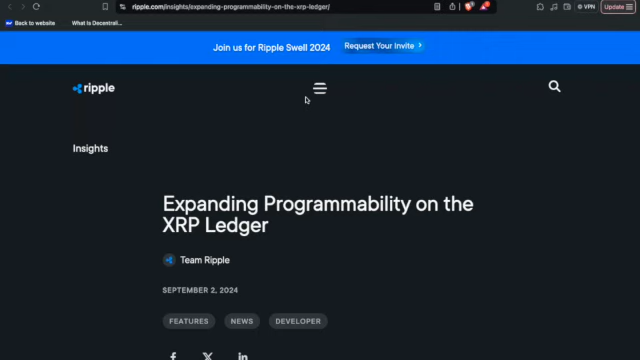 ripple.com/insights/expanding-programmability-on-the-xrp-ledger/
VPN
Update
Back to website
What Is Decentral...
Join us for Ripple Swell 2024
Request Your Invite
ripple
Insights
Expanding Programmability on the
XRP Ledger
Team Ripple
SEPTEMBER 2, 2024
FEATURES
NEWS
DEVELOPER